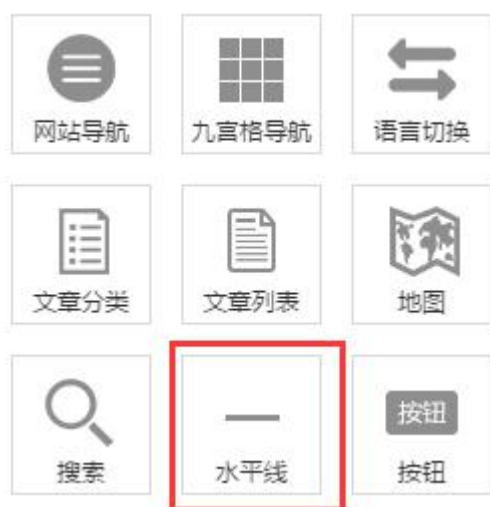 网站导航
九宫格导航
语言切换
文章分类
文章列表
地图
搜索
水平线
按钮
按钮